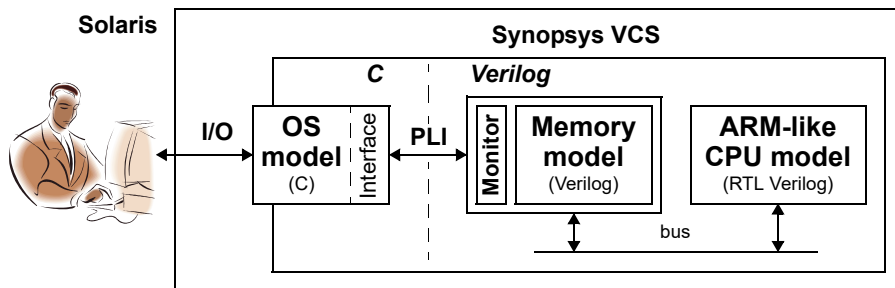 Solaris
Synopsys VCS
C
Verilog
I/O
OS
model
(C)
Interface
PLI
Monitor
Memory
model
(Verilog)
ARM-like
CPU model
(RTL Verilog)
bus